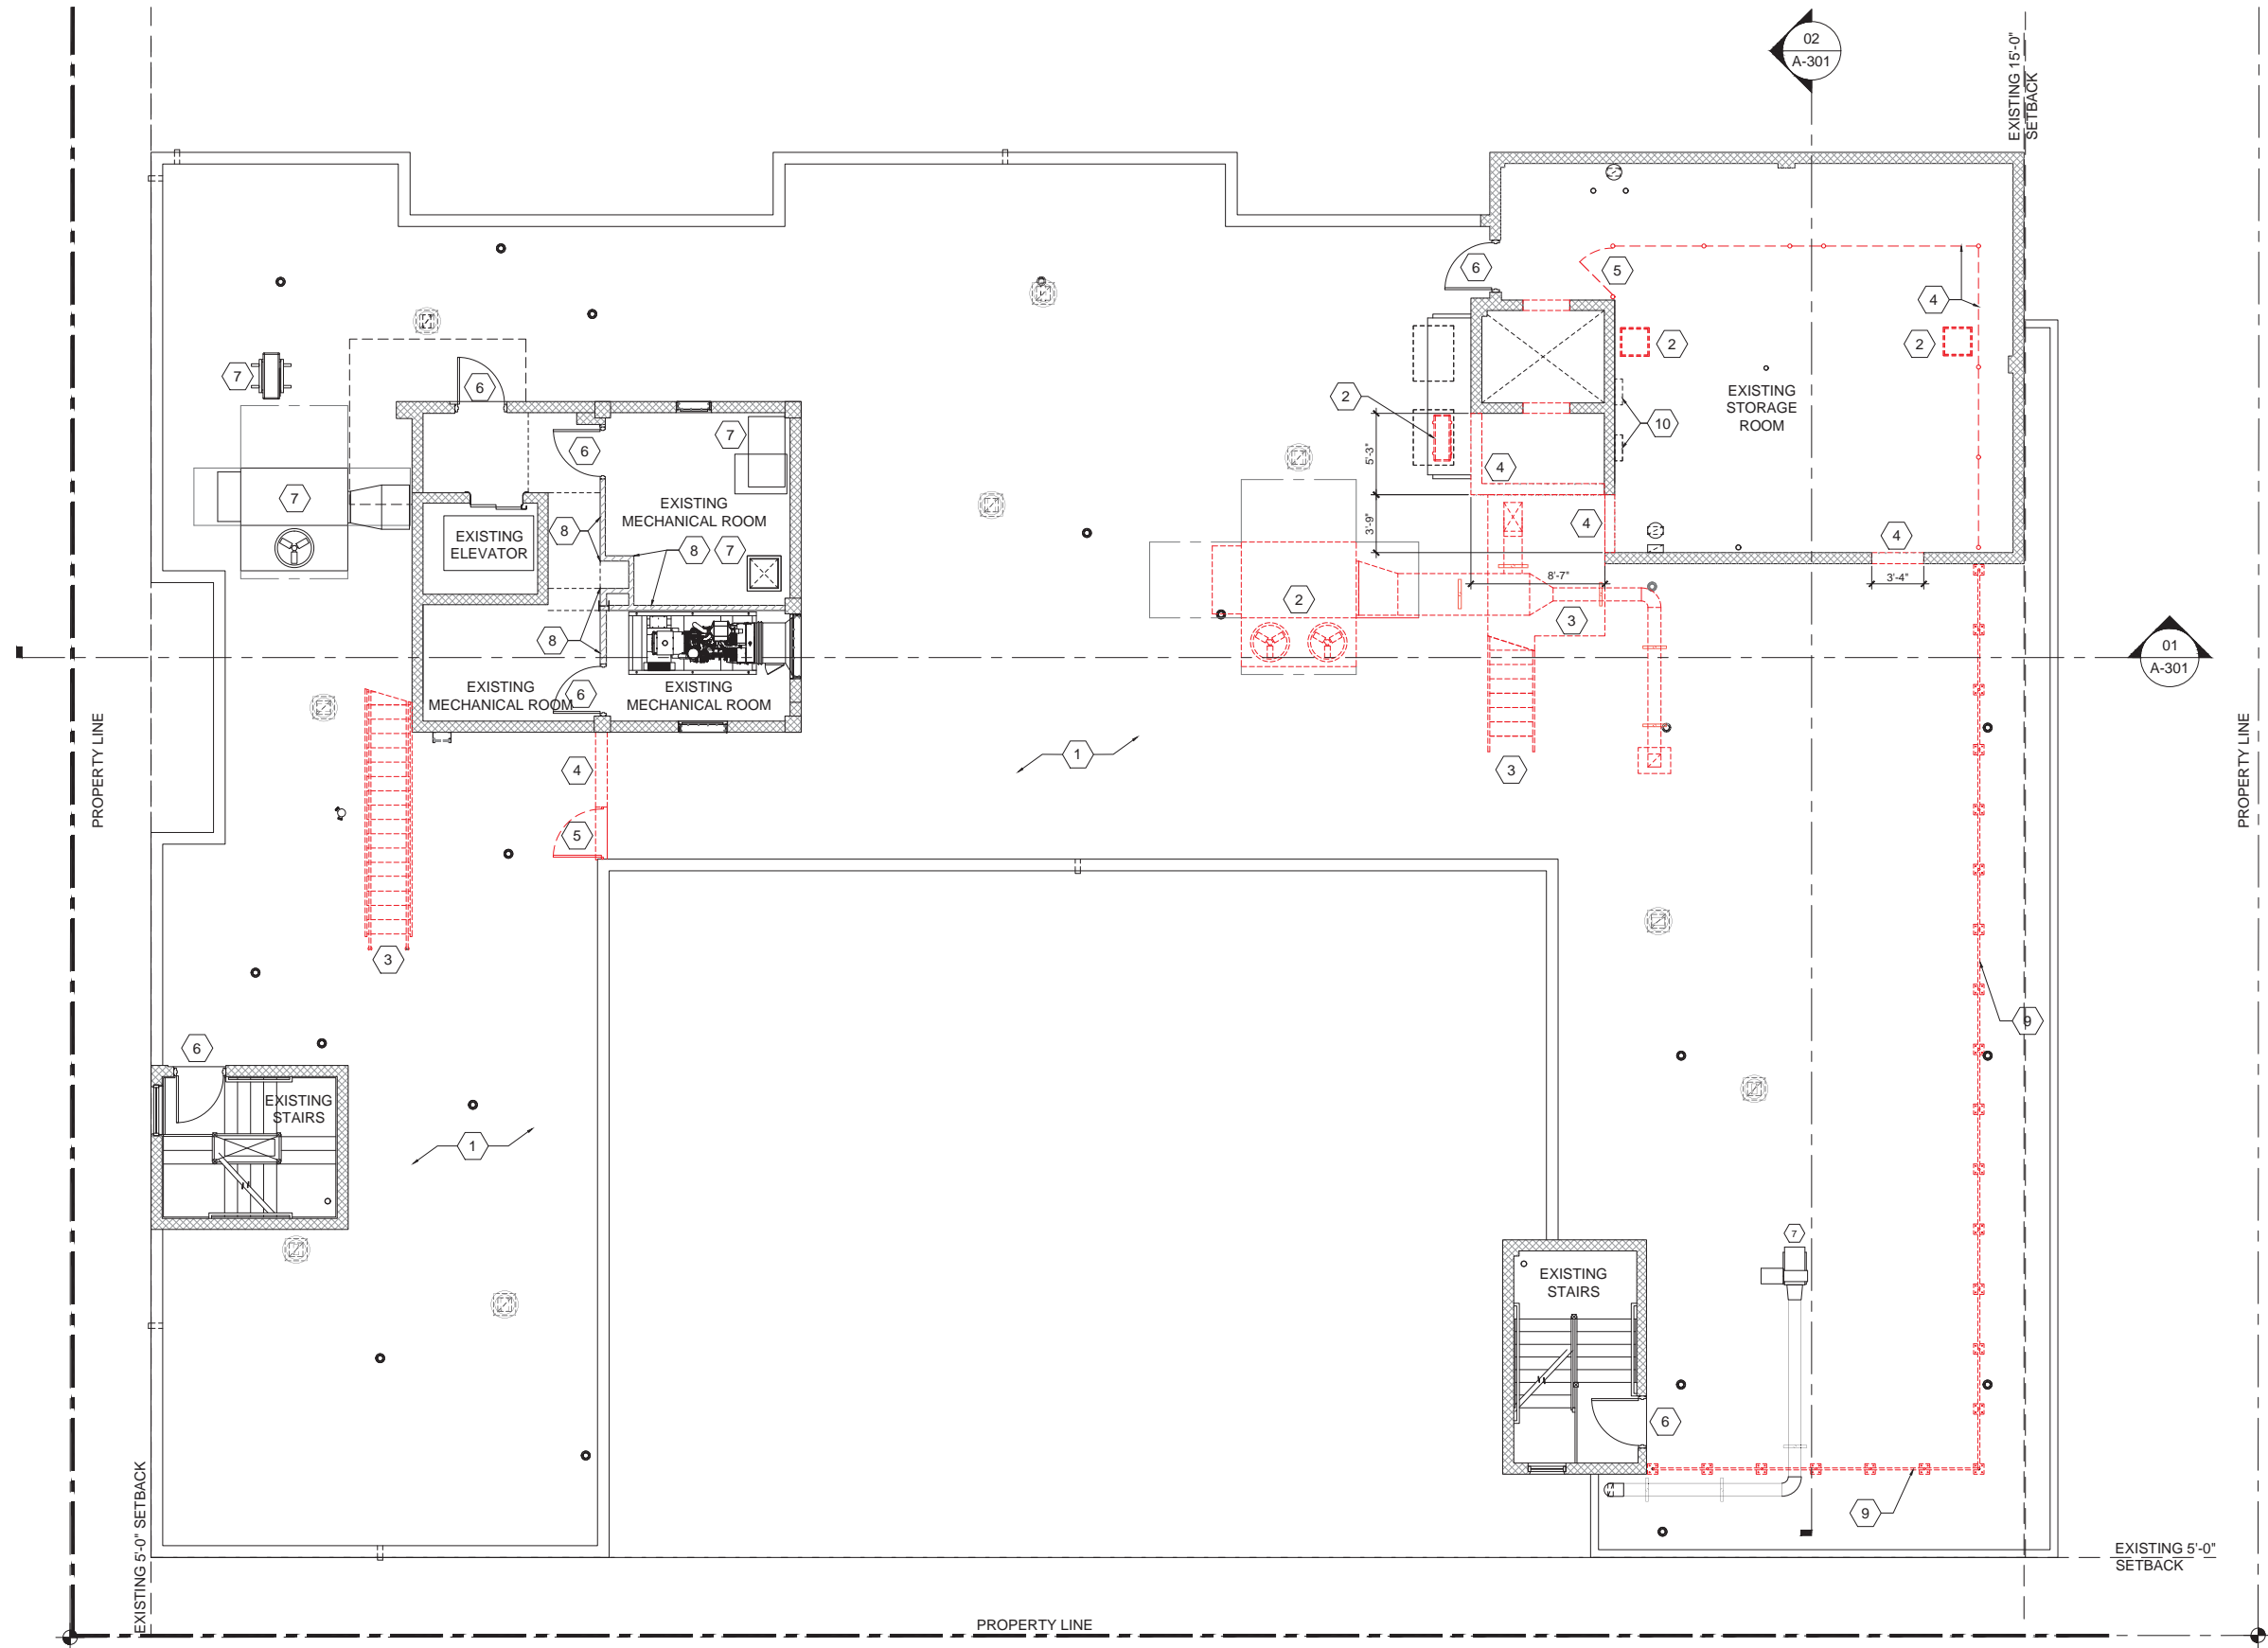 02
A-301
EXISTING 15'-0"
SETBACK
6
5
4
2
2
7
6
2
EXISTING
STORAGE
ROOM
10
7
6
5'-3"
4
7
EXISTING
MECHANICAL ROOM
EXISTING
ELEVATOR
8
8
7
3'-9"
4
4
8'-7"
3'-4"
2
3
8
01
A-301
EXISTING
MECHANICAL ROOM
6
EXISTING
MECHANICAL ROOM
PROPERTY LINE
PROPERTY LINE
1
4
3
5
3
9
6
EXISTING
STAIRS
1
7
EXISTING
STAIRS
6
9
EXISTING 5'-0" SETBACK
EXISTING 5'-0"
SETBACK
PROPERTY LINE